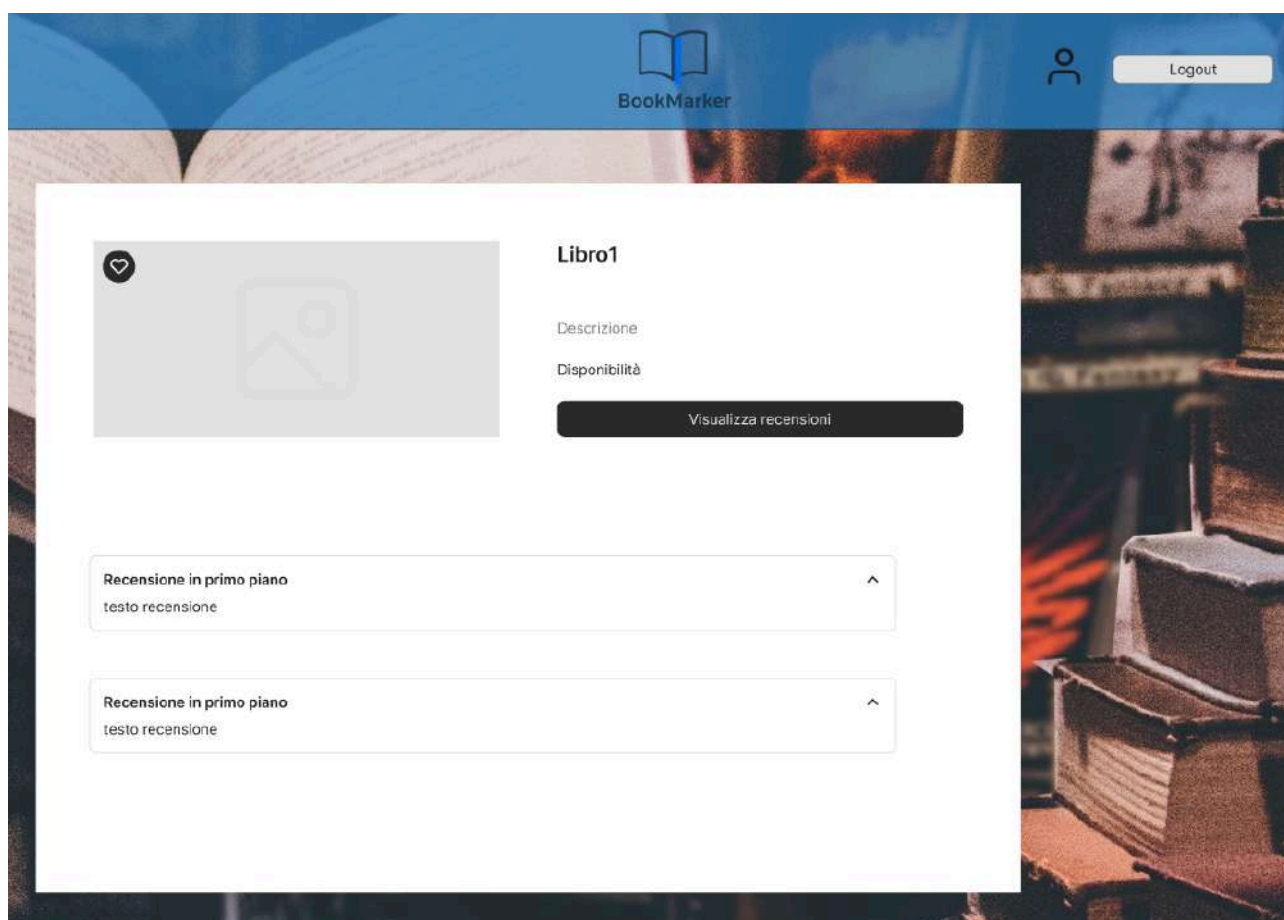 BookMarker
Logout
Libro1
Descrizione
Disponibilità
Visualizza recensioni
Recensione in primo piano
testo recensione
Recensione in primo piano
testo recensione